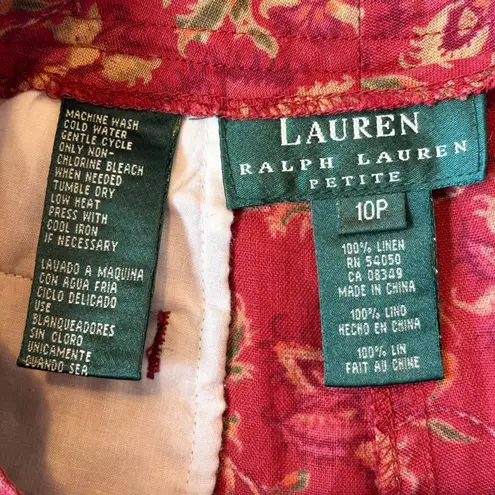 MACHINE WASH
COLD WATER
GENTLE CYCLE
ONLY NON-
CHLORINE BLEACH
WHEN NEEDED
TUMBLE DRY
LOW HEAT
PRESS WITH
COOL IRON
IF NECESSARY
LAVADO A MAQUINA
CON AGUA FRIA
CICLO DELICADO
USE
BLANQUEADORES
SIN CLORO
ÚNICAMENTE
CUANDO SEA
LAUREN
RALPH LAUREN
PETITE
10P
100% LINEN
RN 54050
CA 08349
MADE IN CHINA
100% LINO
HECHO EN CHINA
100% LIN
FAIT AU CHINE